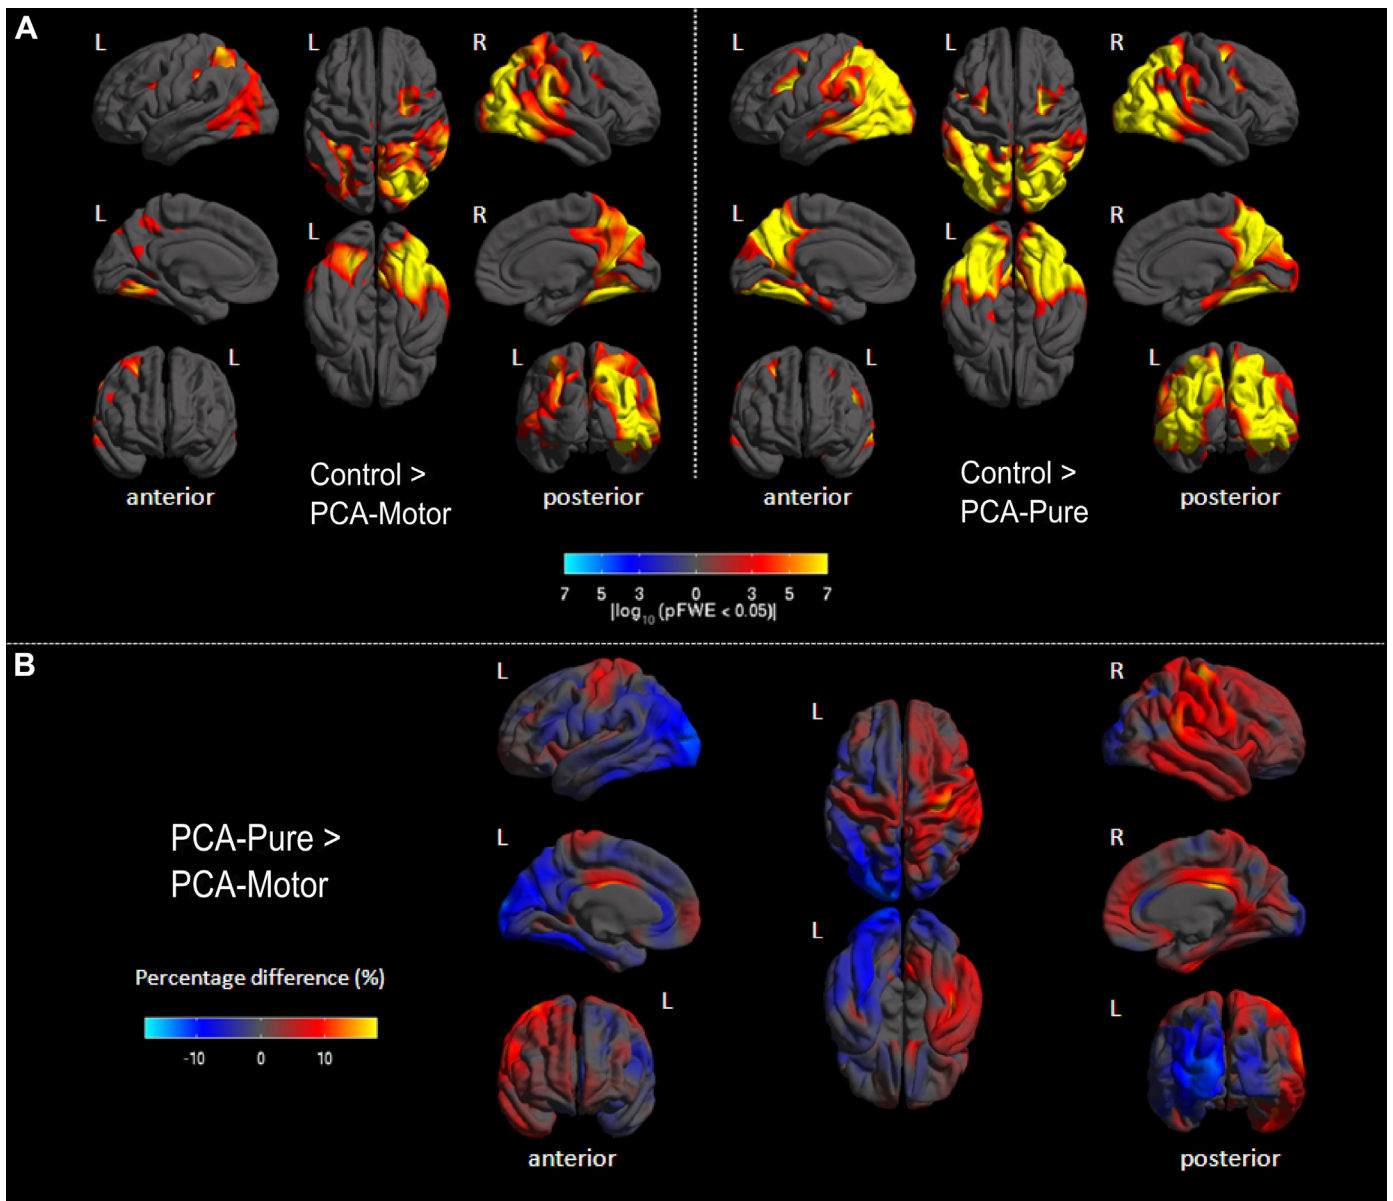 A
L
L
R
L
L
R
L
L
R
L
L
R
L
L
L
L
anterior
Control >
PCA-Motor
posterior
anterior
Control >
PCA-Pure
posterior
7 5 3 0 3 5 7
|log10 (pFWE < 0.05)|
B
L
L
R
PCA-Pure >
PCA-Motor
L
L
R
Percentage difference (%)
-10 0 10
L
L
anterior
posterior